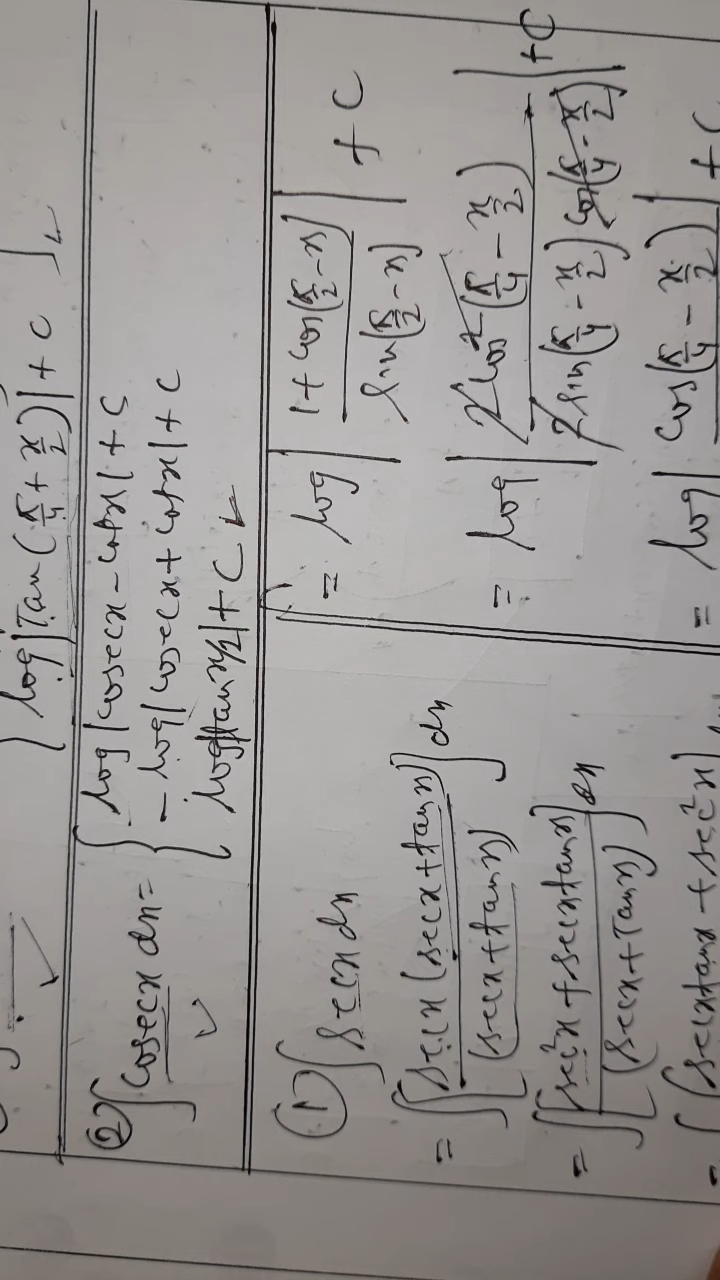 log|Tan(π/4 + x/2)| + C
② ∫cosecx dx = { log|cosecx - cotx| + C
- log|cosecx + cotx| + C
log|tan x/2| + C
① ∫secx dx
= ∫[secx (secx + tanx) / (secx + tanx)] dx
= ∫[sec²x + secxtanx / (secx + Tanx)] dx
= ∫(secxtanx + sec²x)
= log |1 + cos(π/2 - x) / sin(π/2 - x)| + C
= log |2cos²(π/4 - x/2) / 2sin(π/4 - x/2) cos(π/4 - x/2)| + C
= log |cos(π/4 - x/2)| + C